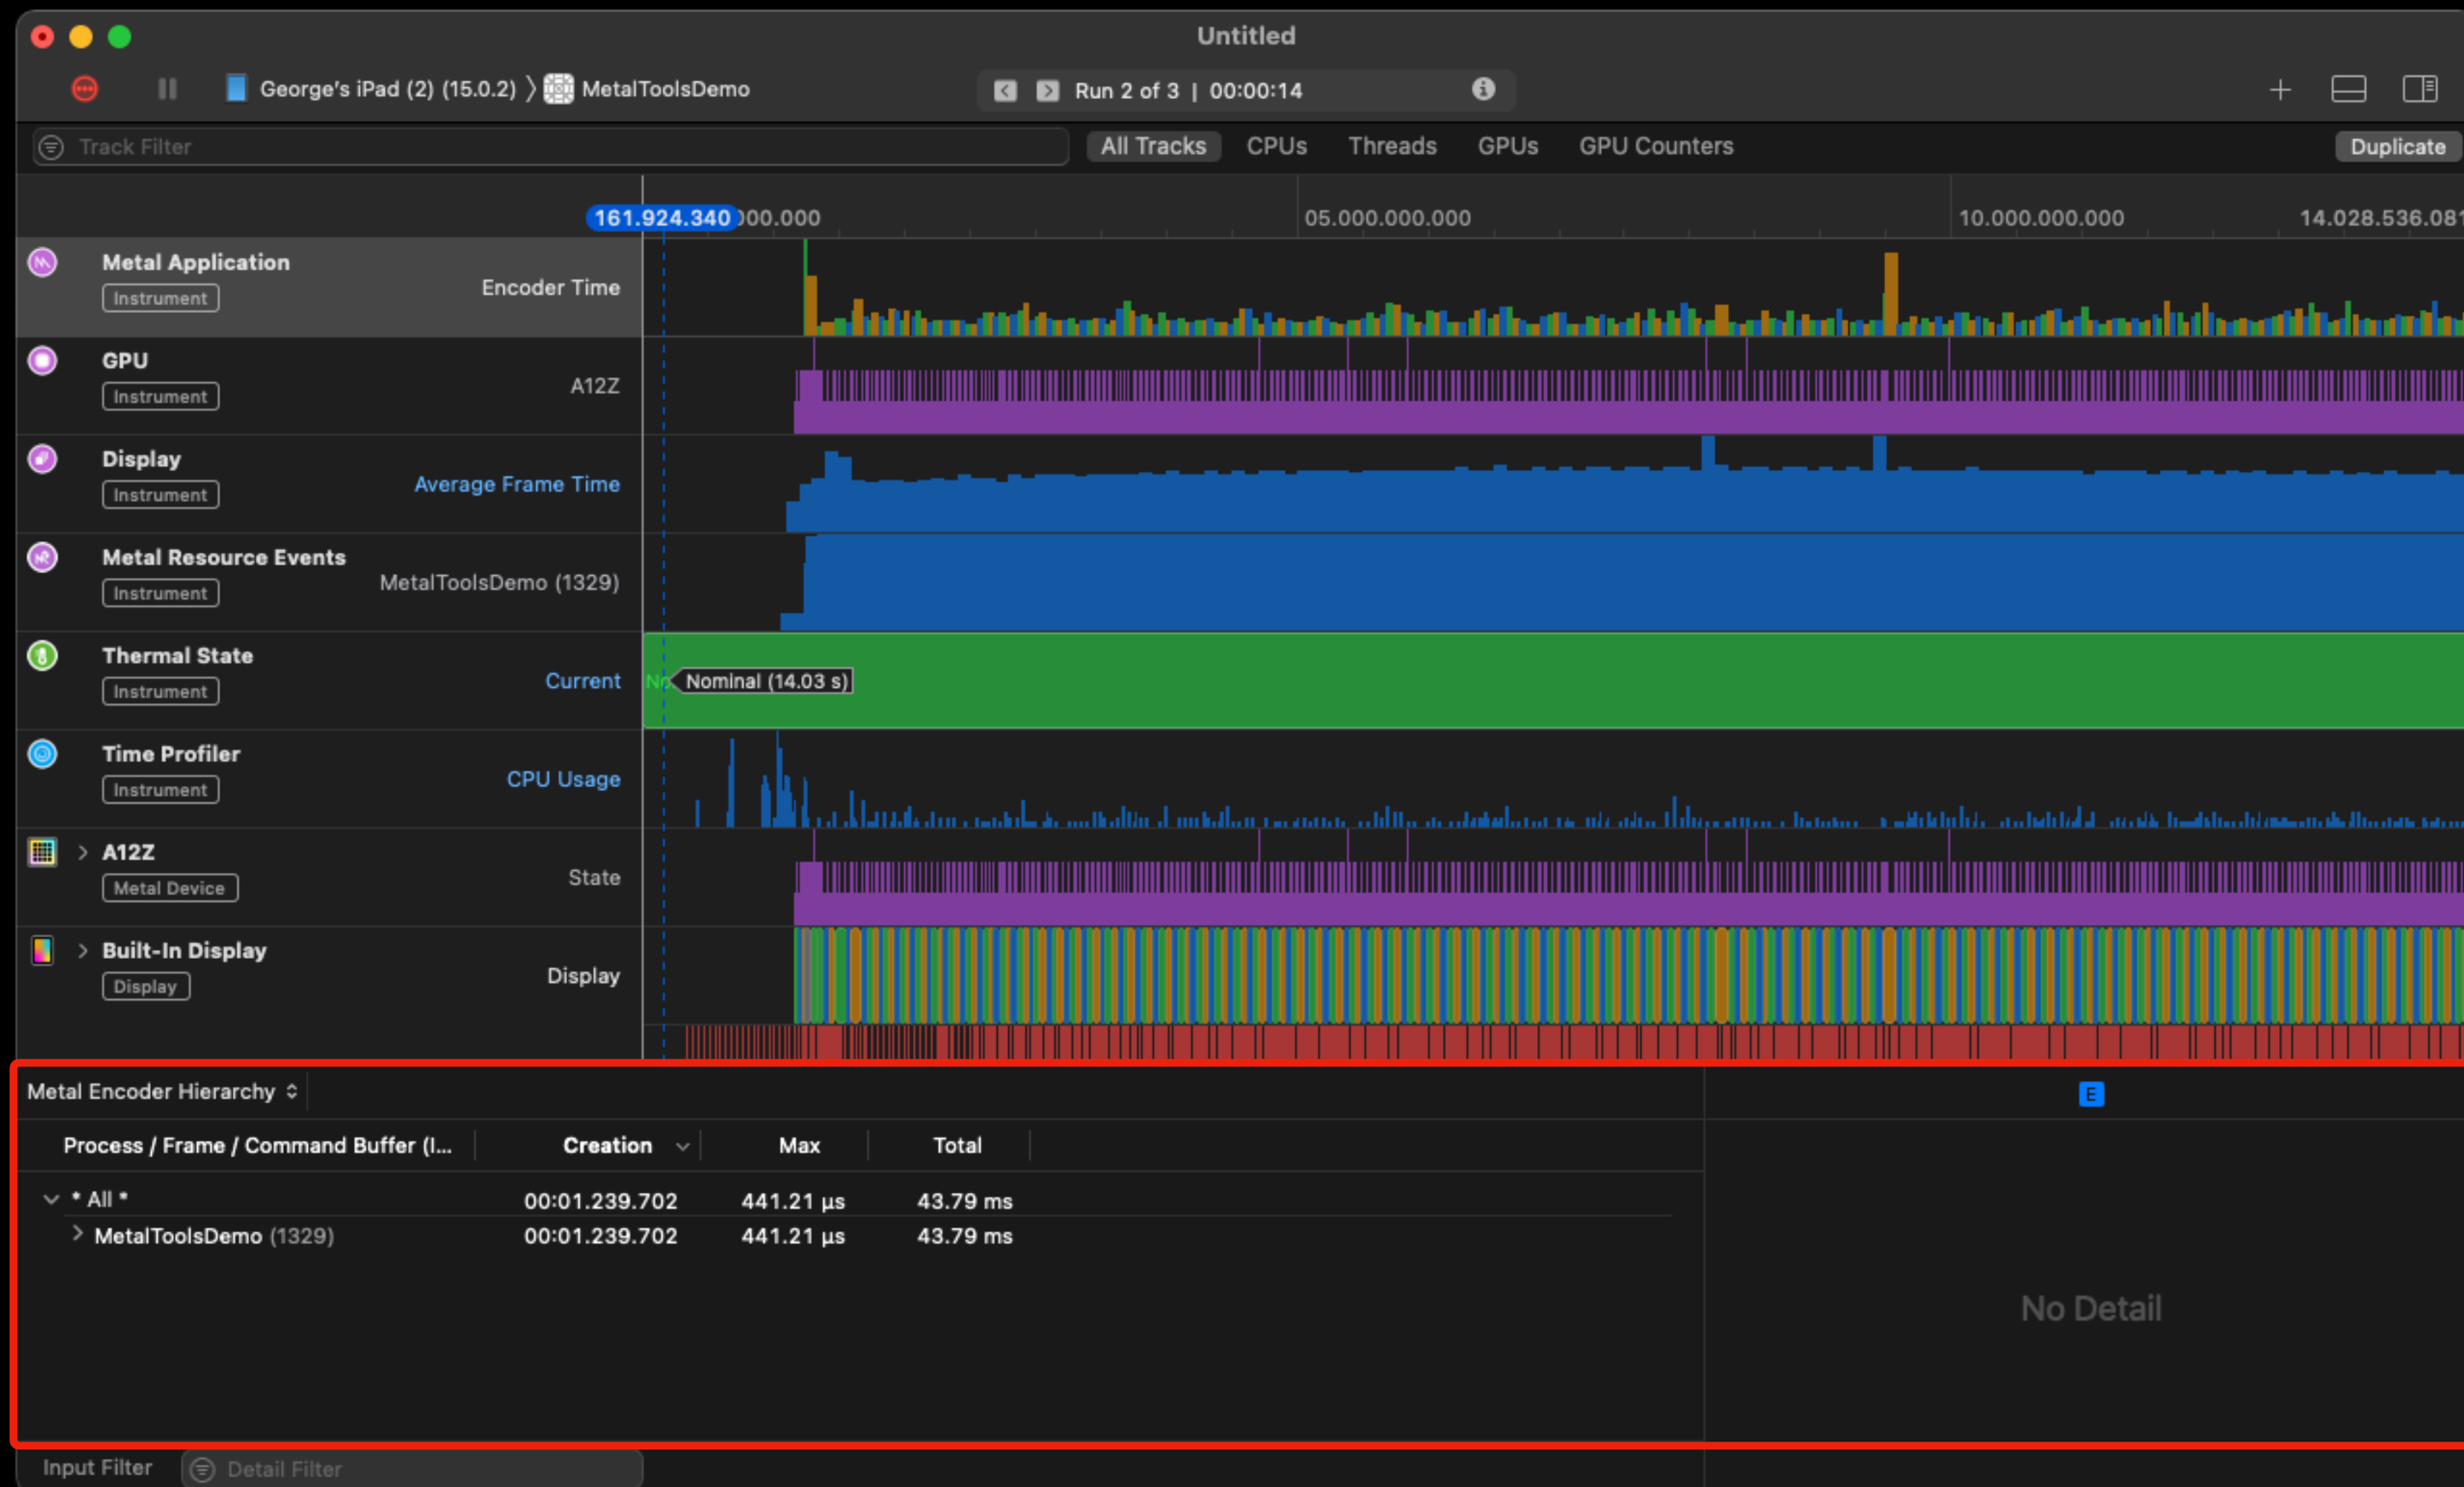 Untitled
George's iPad (2) (15.0.2) 〉 MetalToolsDemo
Run 2 of 3 | 00:00:14
Track Filter
All Tracks CPUs Threads GPUs GPU Counters Duplicate
161.924.340 000.000 05.000.000.000 10.000.000.000 14.028.536.081
Metal Application
Instrument
Encoder Time
GPU
Instrument
A12Z
Display
Instrument
Average Frame Time
Metal Resource Events
Instrument
MetalToolsDemo (1329)
Thermal State
Instrument
Current
No
Nominal (14.03 s)
Time Profiler
Instrument
CPU Usage
A12Z
Metal Device
State
Built-In Display
Display
Display
Metal Encoder Hierarchy
E
Process / Frame / Command Buffer (I... Creation Max Total
* All * 00:01.239.702 441.21 µs 43.79 ms
MetalToolsDemo (1329) 00:01.239.702 441.21 µs 43.79 ms
No Detail
Input Filter Detail Filter